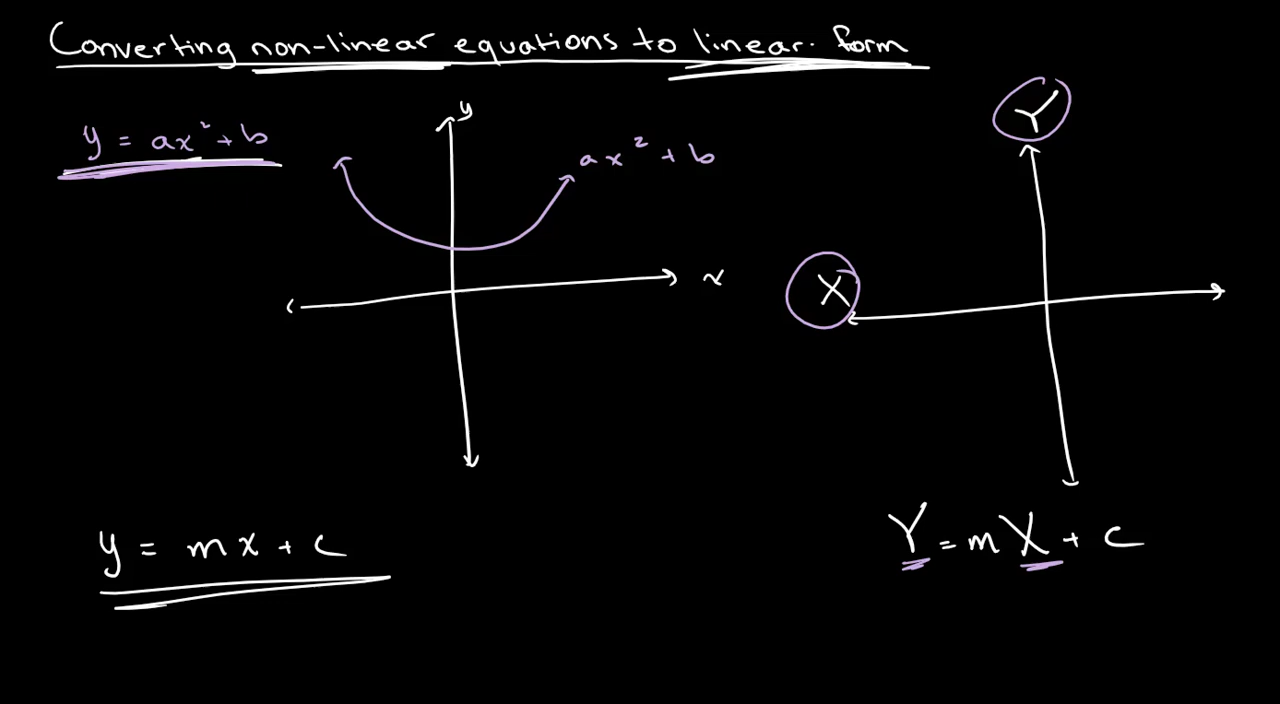 Converting non-linear equations to linear. form
y = ax² + b
y
ax² + b
x
Y
X
y = mx + c
Y = mX + c